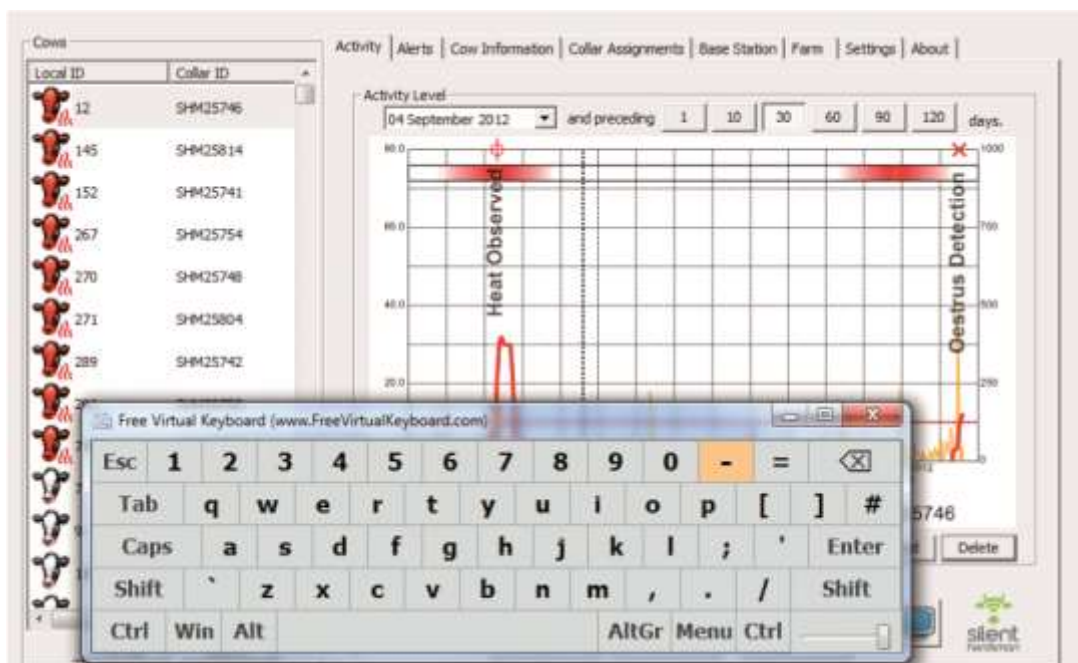 Cows
Activity Alerts Cow Information Collar Assignments Base Station Farm Settings About
Local ID Collar ID
12 SHM25746
145 SHM25814
152 SHM25741
267 SHM25754
270 SHM25748
271 SHM25804
289 SHM25742
Activity Level
04 September 2012 and preceding 1 10 30 60 90 120 days.
80.0 1000
60.0
40.0 500
20.0 250
0
Heat Observed
Oestrus Detection
5746
Delete
Free Virtual Keyboard (www.FreeVirtualKeyboard.com)
Esc 1 2 3 4 5 6 7 8 9 0 - =
Tab q w e r t y u i o p [ ] #
Caps a s d f g h j k l ; ' Enter
Shift ` z x c v b n m , . / Shift
Ctrl Win Alt AltGr Menu Ctrl
silent
herdsman